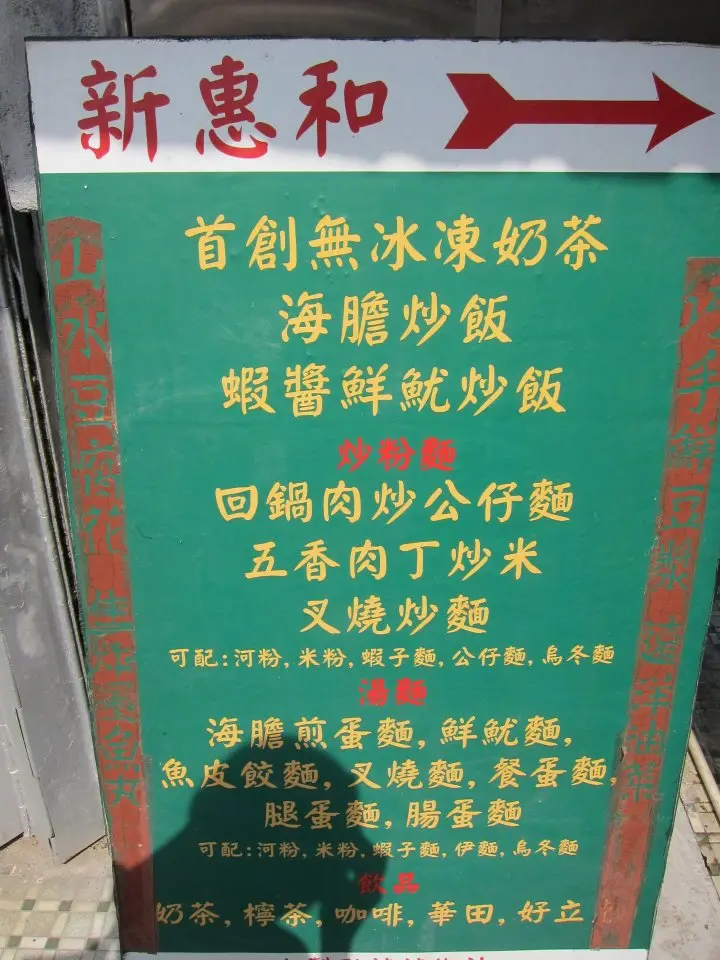 新惠和
首創無冰凍奶茶
海膽炒飯
蝦醬鮮魷炒飯
炒粉麵
回鍋肉炒公仔麵
五香肉丁炒米
叉燒炒麵
可配:河粉,米粉,蝦子麵,公仔麵,烏冬麵
湯麵
海膽煎蛋麵,鮮魷麵,
魚皮餃麵,叉燒麵,餐蛋麵,
腿蛋麵,腸蛋麵
可配:河粉,米粉,蝦子麵,伊麵,烏冬麵
飲品
奶茶,檸茶,咖啡,華田,好立